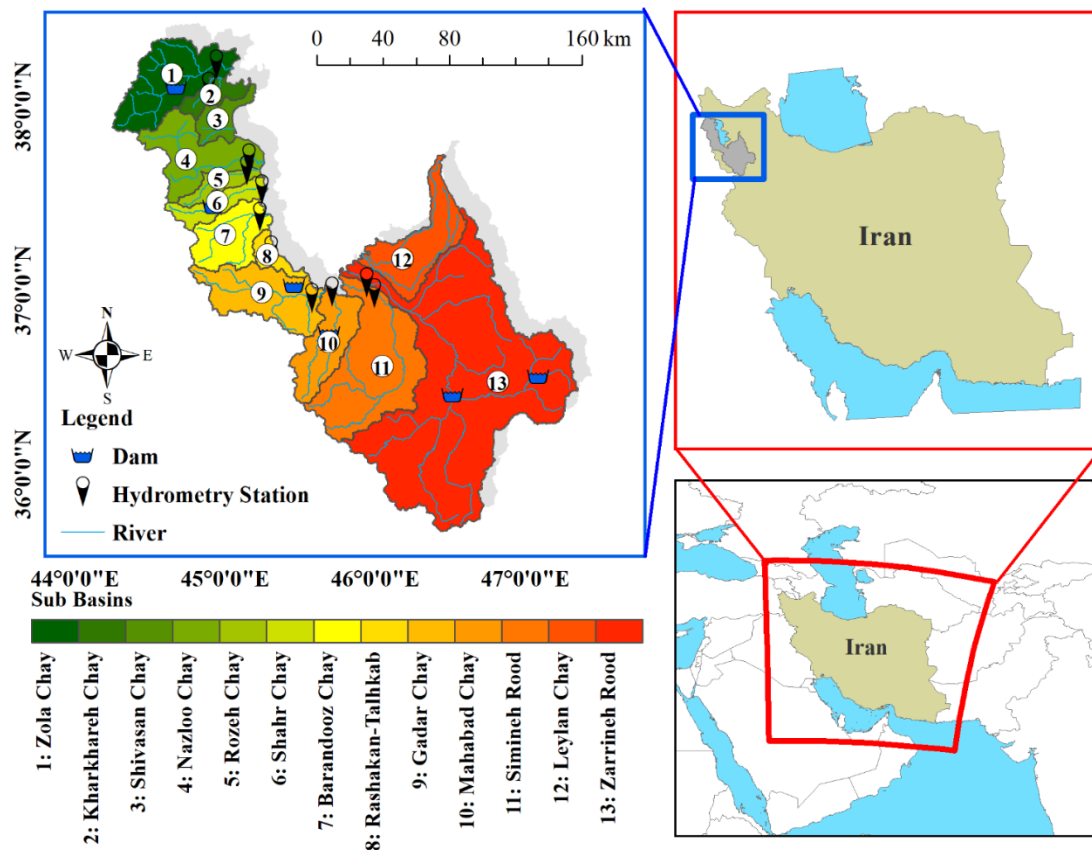 0 40 80 160 km
38°0'0"N
37°0'0"N
36°0'0"N
1
2
3
4
5
6
7
8
9
10
11
12
13
N
W E
S
Legend
Dam
Hydrometry Station
River
44°0'0"E 45°0'0"E 46°0'0"E 47°0'0"E
Sub Basins
1: Zola Chay
2: Kharkhareh Chay
3: Shivasan Chay
4: Nazloo Chay
5: Rozeh Chay
6: Shahr Chay
7: Barandooz Chay
8: Rashakan-Talhkab
9: Gadar Chay
10: Mahabad Chay
11: Simineh Rood
12: Leylan Chay
13: Zarrineh Rood
Iran
Iran